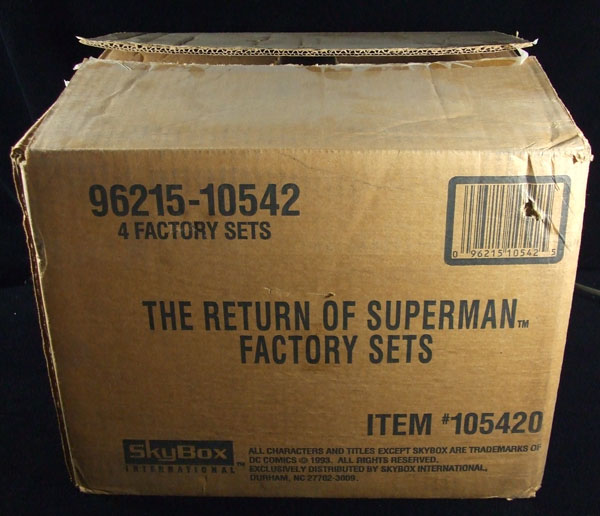 96215-10542
4 FACTORY SETS
0 96215 10542 5
THE RETURN OF SUPERMAN™
FACTORY SETS
ITEM #105420
SkyBox™
INTERNATIONAL
ALL CHARACTERS AND TITLES EXCEPT SKYBOX ARE TRADEMARKS OF
DC COMICS © 1993. ALL RIGHTS RESERVED.
EXCLUSIVELY DISTRIBUTED BY SKYBOX INTERNATIONAL,
DURHAM, NC 27702-3009.